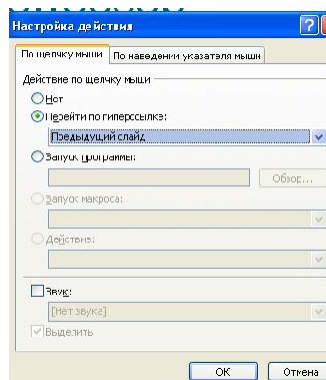 Настройка действия
По щелчку мыши По наведении указателя мыши
Действие по щелчку мыши
Нет
Перейти по гиперссылке:
Предыдущий слайд
Запуск программы:
Обзор...
Запуск макроса:
Действие:
Звук:
[Нет звука]
Выделить
ОК Отмена